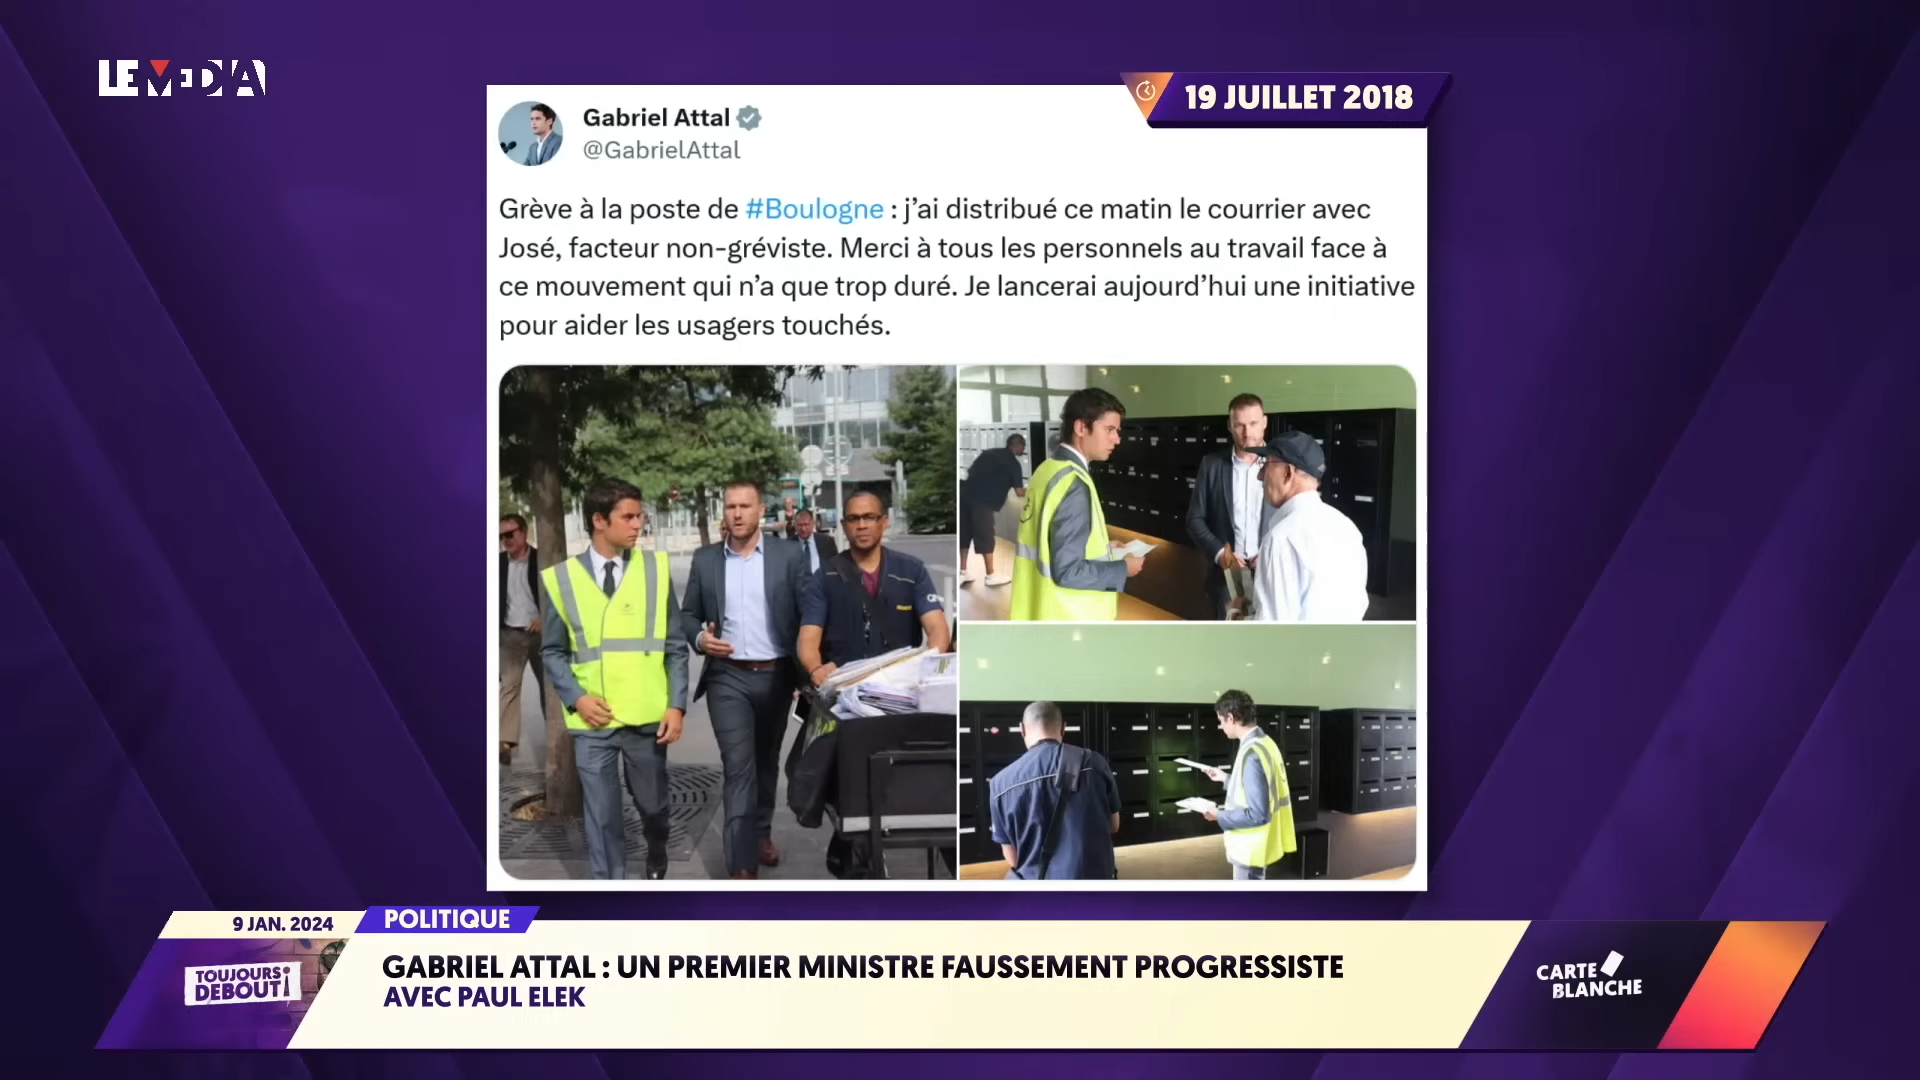 LE MEDIA
19 JUILLET 2018
Gabriel Attal
@GabrielAttal
Grève à la poste de #Boulogne : j’ai distribué ce matin le courrier avec
José, facteur non-gréviste. Merci à tous les personnels au travail face à
ce mouvement qui n’a que trop duré. Je lancerai aujourd’hui une initiative
pour aider les usagers touchés.
9 JAN. 2024
POLITIQUE
TOUJOURS
DEBOUT!
GABRIEL ATTAL : UN PREMIER MINISTRE FAUSSEMENT PROGRESSISTE
AVEC PAUL ELEK
CARTE
BLANCHE